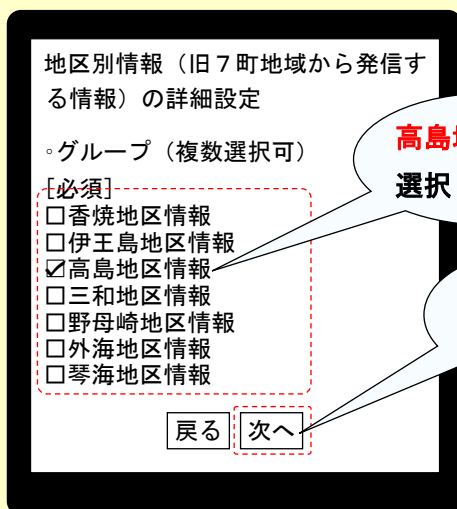 地区別情報（旧７町地域から発信す
る情報）の詳細設定
◦グループ（複数選択可）
[必須]
☐香焼地区情報
☐伊王島地区情報
☑高島地区情報
☐三和地区情報
☐野母崎地区情報
☐外海地区情報
☐琴海地区情報
戻る 次へ
高島
選択